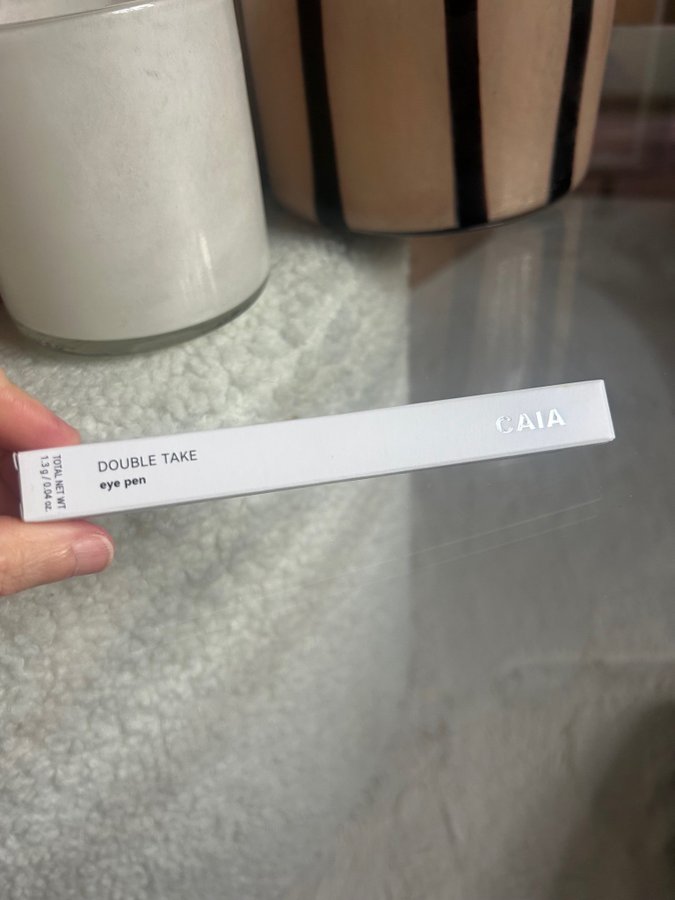 TOTAL NET WT
1.3 g / 0.04 oz.
DOUBLE TAKE
eye pen
CAIA